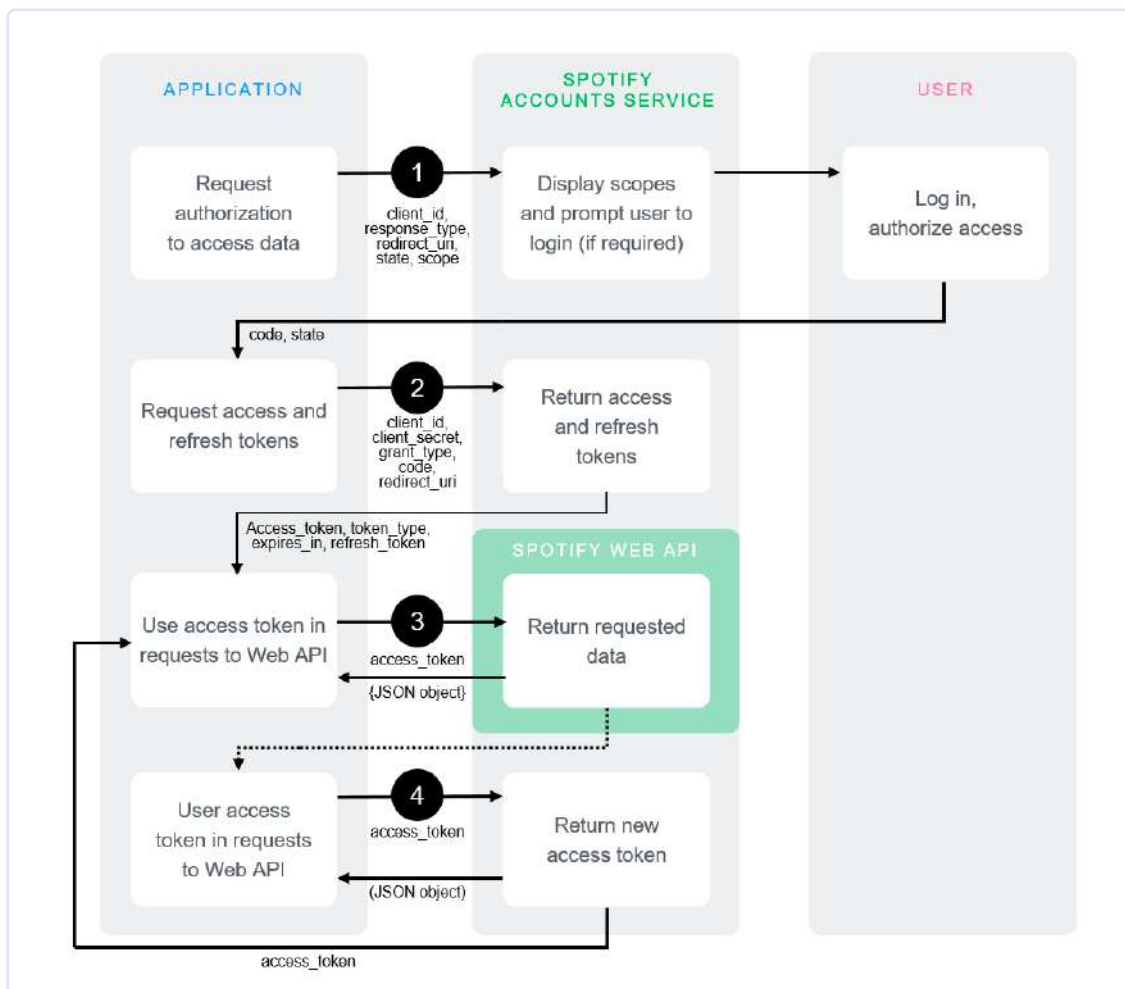 APPLICATION
SPOTIFY
ACCOUNTS SERVICE
USER
Request
authorization
to access data
1
client_id,
response_type,
redirect_uri,
state, scope
Display scopes
and prompt user to
login (if required)
Log in,
authorize access
code, state
Request access and
refresh tokens
2
client_id,
client_secret,
grant_type,
code,
redirect_uri
Return access
and refresh
tokens
Access_token, token_type,
expires_in, refresh_token
SPOTIFY WEB API
Use access token in
requests to Web API
3
access_token
{JSON object}
Return requested
data
User access
token in requests
to Web API
4
access_token
(JSON object)
Return new
access token
access_token